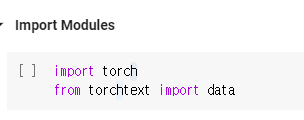 Import Modules
[ ] import torch
from torchtext import data